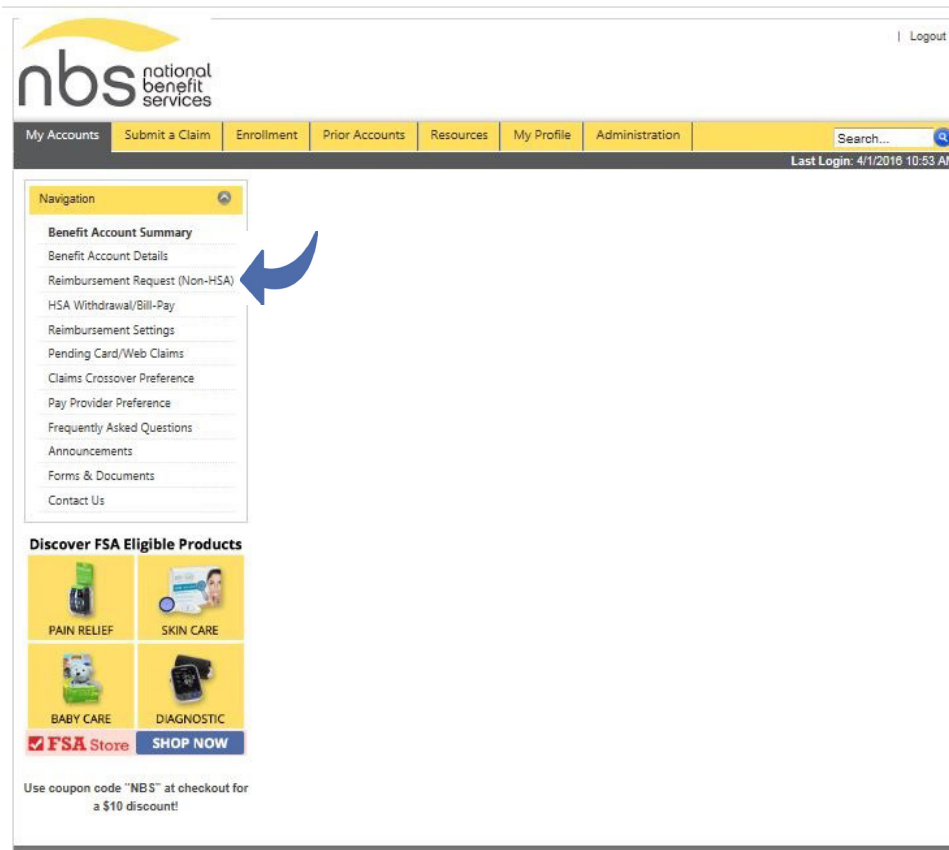 | Logout
nbs national
benefit
services
My Accounts Submit a Claim Enrollment Prior Accounts Resources My Profile Administration Search...
Last Login: 4/1/2016 10:53 AM
Navigation
Benefit Account Summary
Benefit Account Details
Reimbursement Request (Non-HSA)
HSA Withdrawal/Bill-Pay
Reimbursement Settings
Pending Card/Web Claims
Claims Crossover Preference
Pay Provider Preference
Frequently Asked Questions
Announcements
Forms & Documents
Contact Us
Discover FSA Eligible Products
PAIN RELIEF SKIN CARE
BABY CARE DIAGNOSTIC
FSA Store SHOP NOW
Use coupon code "NBS" at checkout for
a $10 discount!